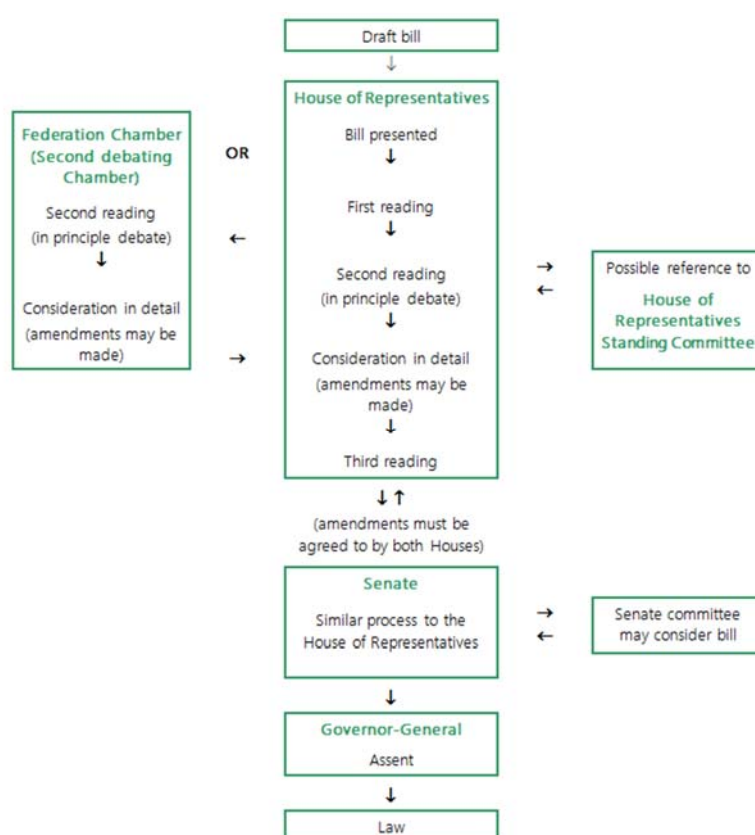 Draft bill
↓
House of Representatives
Bill presented
↓
First reading
↓
Second reading
(in principle debate)
↓
Consideration in detail
(amendments may be
made)
↓
Third reading
Federation Chamber
(Second debating
Chamber)
Second reading
(in principle debate)
↓
Consideration in detail
(amendments may be
made)
OR
←
→
→
←
Possible reference to
House of
Representatives
Standing Committee
↓↑
(amendments must be
agreed to by both Houses)
Senate
Similar process to the
House of Representatives
→
←
Senate committee
may consider bill
↓
Governor-General
Assent
↓
Law